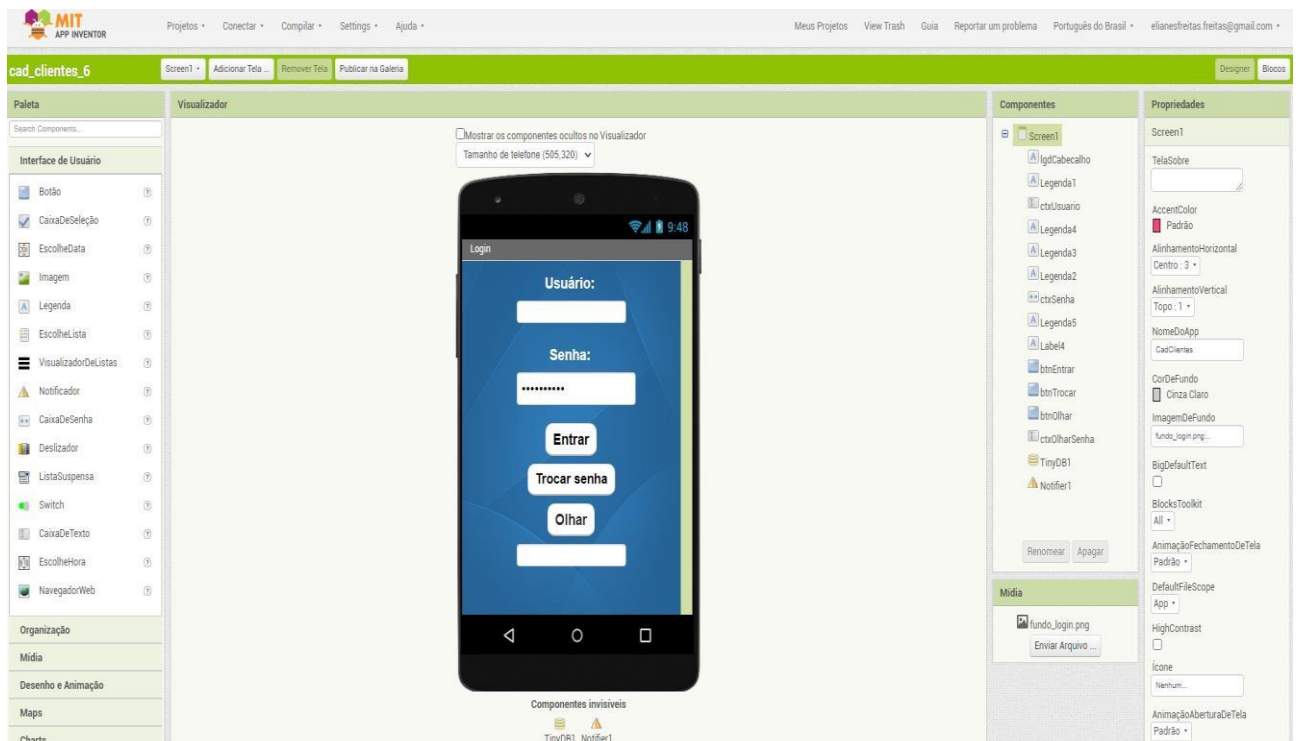 MIT
APP INVENTOR
Projetos Conectar Compilar Settings Ajuda
Meus Projetos View Trash Guia Reportar um problema Português do Brasil elianesfreitas.freitas@gmail.com
cad_clientes_6
Screen1 Adicionar Tela ... Remover Tela Publicar na Galeria
Designer Blocos
Paleta
Search Components...
Interface de Usuário
Botão
CaixaDeSeleção
EscolheData
Imagem
Legenda
EscolheLista
VisualizadorDeListas
Notificador
CaixaDeSenha
Deslizador
ListaSuspensa
Switch
CaixaDeTexto
EscolheHora
NavegadorWeb
Organização
Mídia
Desenho e Animação
Maps
Charts
Visualizador
Mostrar os componentes ocultos no Visualizador
Tamanho de telefone (505,320)
9:48
Login
Usuário:
Senha:
••••••••••
Entrar
Trocar senha
Olhar
Componentes invisíveis
TinyDB1 Notifier1
Componentes
Screen1
lgdCabecalho
Legenda1
ctxUsuario
Legenda4
Legenda3
Legenda2
ctxSenha
Legenda5
Label4
btnEntrar
btnTrocar
btnOlhar
ctxOlharSenha
TinyDB1
Notifier1
Renomear Apagar
Mídia
fundo_login.png
Enviar Arquivo ...
Propriedades
Screen1
TelaSobre
AccentColor
Padrão
AlinhamentoHorizontal
Centro : 3
AlinhamentoVertical
Topo : 1
NomeDoApp
CadClientes
CorDeFundo
Cinza Claro
ImagemDeFundo
fundo_login.png...
BigDefaultText
BlocksToolkit
All
AnimaçãoFechamentoDeTela
Padrão
DefaultFileScope
App
HighContrast
Ícone
Nenhum...
AnimaçãoAberturaDeTela
Padrão